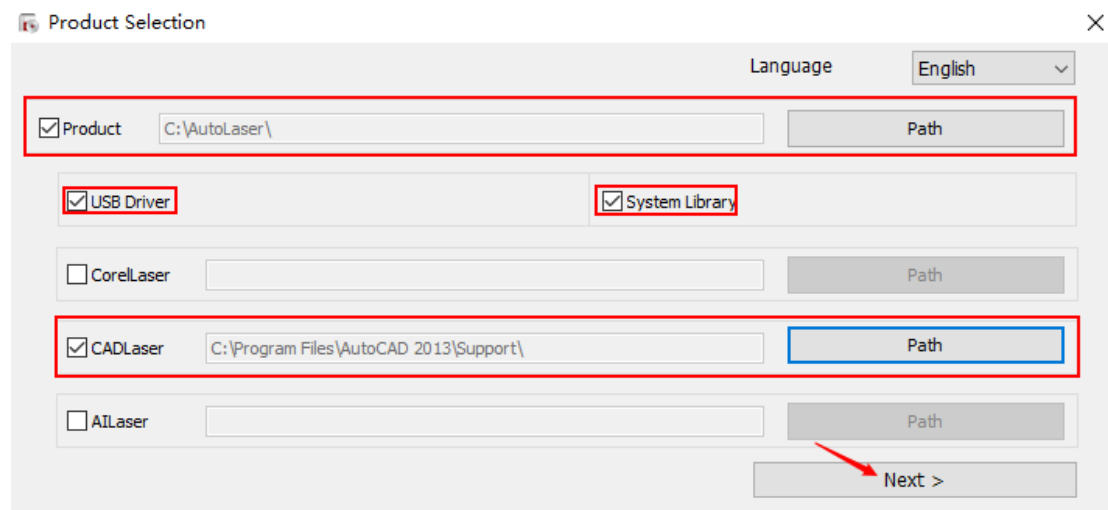 Product Selection
Language English
Product C:\AutoLaser\ Path
USB Driver System Library
CorelLaser Path
CADLaser C:\Program Files\AutoCAD 2013\Support\ Path
AILaser Path
Next >